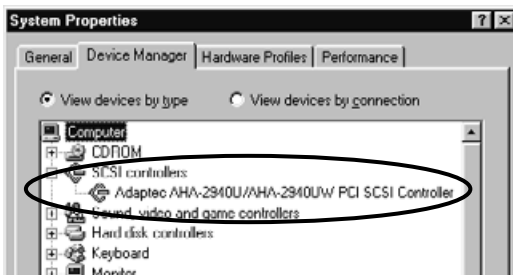 System Properties
? ×
General Device Manager Hardware Profiles Performance
View devices by type View devices by connection
Computer
CDROM
SCSI controllers
Adaptec AHA-2940U/AHA-2940UW PCI SCSI Controller
Sound, video and game controllers
Hard disk controllers
Keyboard
Monitor